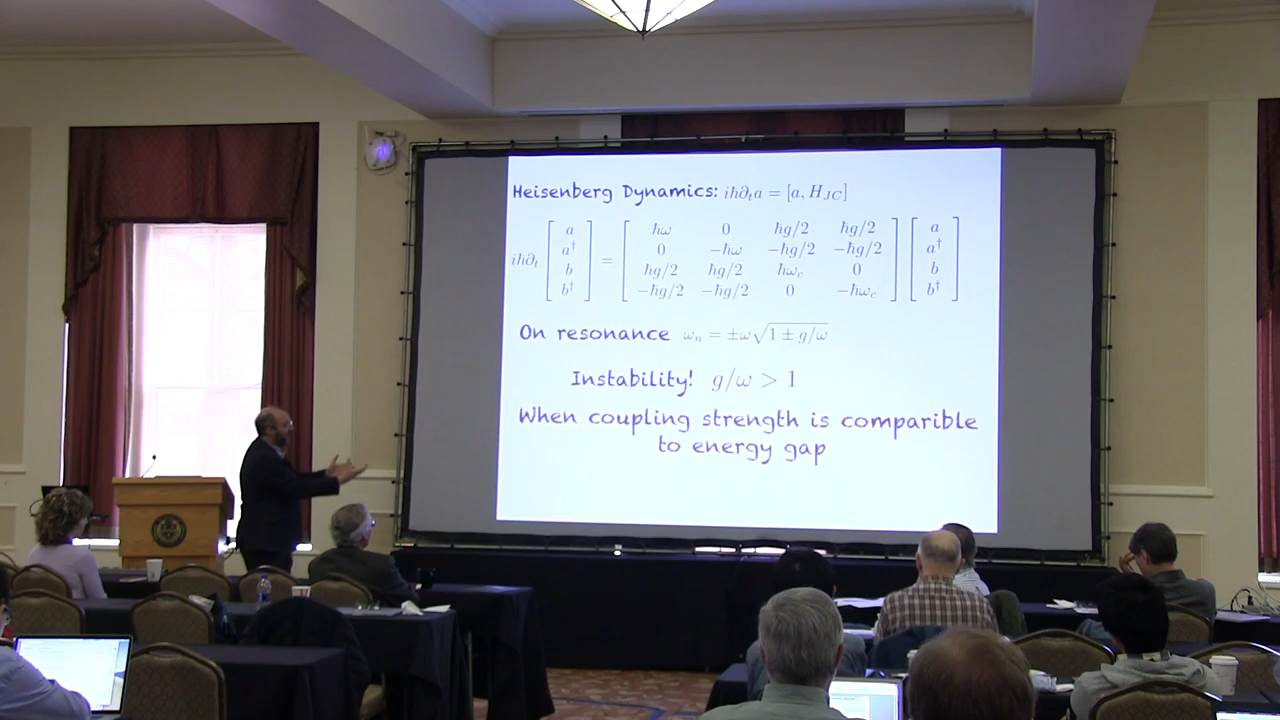 Heisenberg Dynamics: iℏ∂ₜa = [a, H_JC]
iℏ∂ₜ [a a† b b†] = [ℏω 0 ℏg/2 ℏg/2
0 −ℏω −ℏg/2 −ℏg/2
ℏg/2 ℏg/2 ℏω_c 0
−ℏg/2 −ℏg/2 0 −ℏω_c] [a a† b b†]
On resonance ω_n = ±ω√(1 ± g/ω)
Instability! g/ω > 1
When coupling strength is comparible
to energy gap